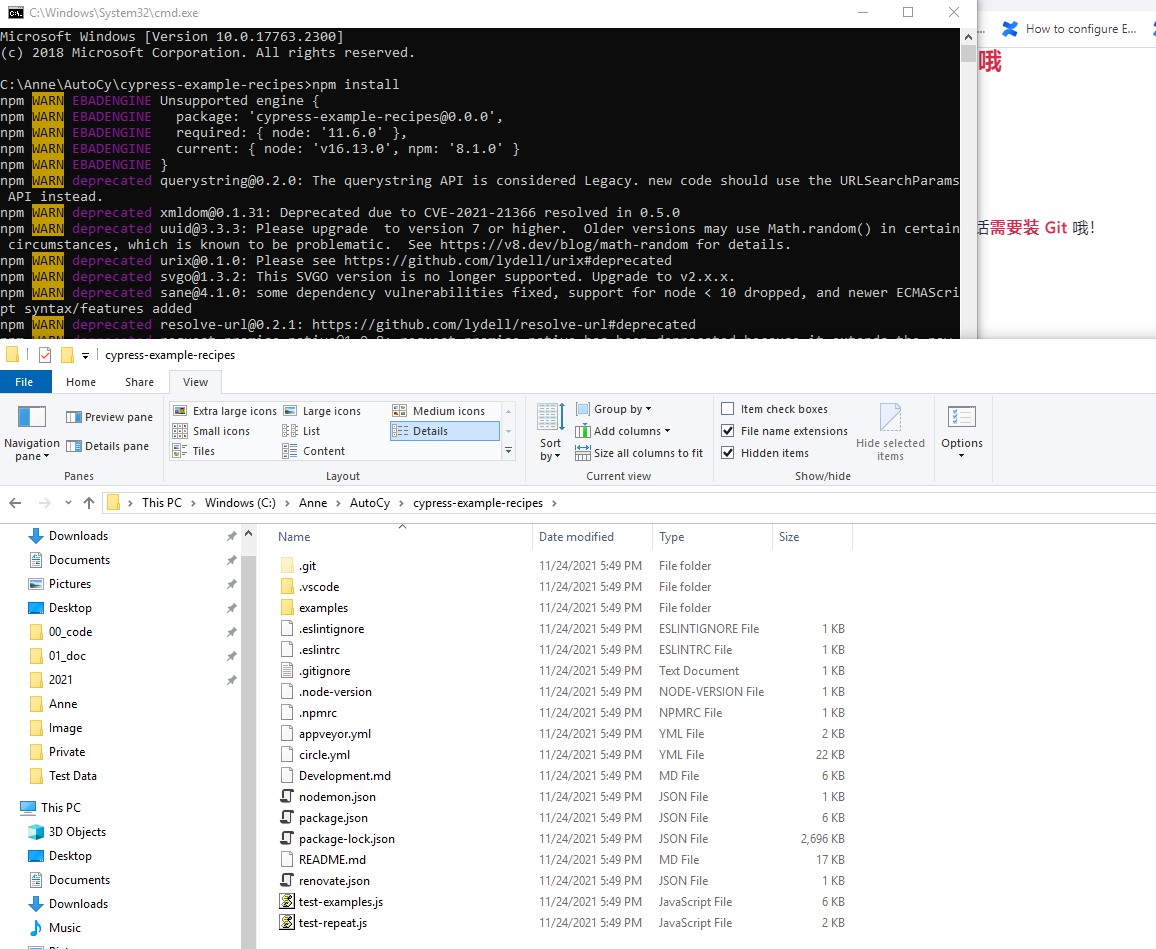 C:\Windows\System32\cmd.exe
... How to configure E...
Microsoft Windows [Version 10.0.17763.2300]
(c) 2018 Microsoft Corporation. All rights reserved.
哦
C:\Anne\AutoCy\cypress-example-recipes>npm install
npm WARN EBADENGINE Unsupported engine {
npm WARN EBADENGINE   package: 'cypress-example-recipes@0.0.0',
npm WARN EBADENGINE   required: { node: '11.6.0' },
npm WARN EBADENGINE   current: { node: 'v16.13.0', npm: '8.1.0' }
npm WARN EBADENGINE }
npm WARN deprecated querystring@0.2.0: The querystring API is considered Legacy. new code should use the URLSearchParams
API instead.
npm WARN deprecated xmldom@0.1.31: Deprecated due to CVE-2021-21366 resolved in 0.5.0
npm WARN deprecated uuid@3.3.3: Please upgrade  to version 7 or higher.  Older versions may use Math.random() in certain
circumstances, which is known to be problematic.  See https://v8.dev/blog/math-random for details.
npm WARN deprecated urix@0.1.0: Please see https://github.com/lydell/urix#deprecated
npm WARN deprecated svgo@1.3.2: This SVGO version is no longer supported. Upgrade to v2.x.x.
npm WARN deprecated sane@4.1.0: some dependency vulnerabilities fixed, support for node < 10 dropped, and newer ECMAScri
pt syntax/features added
npm WARN deprecated resolve-url@0.2.1: https://github.com/lydell/resolve-url#deprecated
需要装 Git 哦!
cypress-example-recipes
File Home Share View
Navigation pane
Preview pane
Details pane
Panes
Extra large icons Large icons Medium icons
Small icons List Details
Tiles Content
Layout
Sort by
Group by
Add columns
Size all columns to fit
Current view
Item check boxes
File name extensions
Hidden items
Hide selected items
Show/hide
Options
This PC > Windows (C:) > Anne > AutoCy > cypress-example-recipes >
Downloads
Documents
Pictures
Desktop
00_code
01_doc
2021
Anne
Image
Private
Test Data
This PC
3D Objects
Desktop
Documents
Downloads
Music
Name Date modified Type Size
.git 11/24/2021 5:49 PM File folder
.vscode 11/24/2021 5:49 PM File folder
examples 11/24/2021 5:49 PM File folder
.eslintignore 11/24/2021 5:49 PM ESLINTIGNORE File 1 KB
.eslintrc 11/24/2021 5:49 PM ESLINTRC File 1 KB
.gitignore 11/24/2021 5:49 PM Text Document 1 KB
.node-version 11/24/2021 5:49 PM NODE-VERSION File 1 KB
.npmrc 11/24/2021 5:49 PM NPMRC File 1 KB
appveyor.yml 11/24/2021 5:49 PM YML File 2 KB
circle.yml 11/24/2021 5:49 PM YML File 22 KB
Development.md 11/24/2021 5:49 PM MD File 6 KB
nodemon.json 11/24/2021 5:49 PM JSON File 1 KB
package.json 11/24/2021 5:49 PM JSON File 6 KB
package-lock.json 11/24/2021 5:49 PM JSON File 2,696 KB
README.md 11/24/2021 5:49 PM MD File 17 KB
renovate.json 11/24/2021 5:49 PM JSON File 1 KB
test-examples.js 11/24/2021 5:49 PM JavaScript File 6 KB
test-repeat.js 11/24/2021 5:49 PM JavaScript File 2 KB